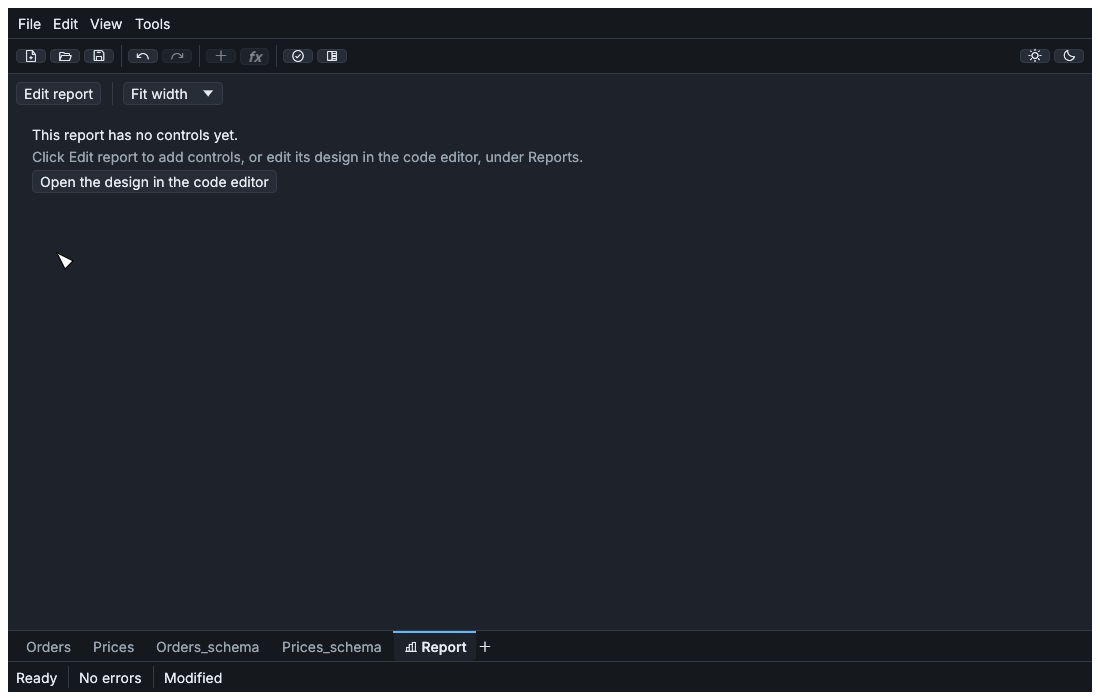 File Edit View Tools
fx
Edit report Fit width
This report has no controls yet.
Click Edit report to add controls, or edit its design in the code editor, under Reports.
Open the design in the code editor
Orders Prices Orders_schema Prices_schema Report +
Ready No errors Modified